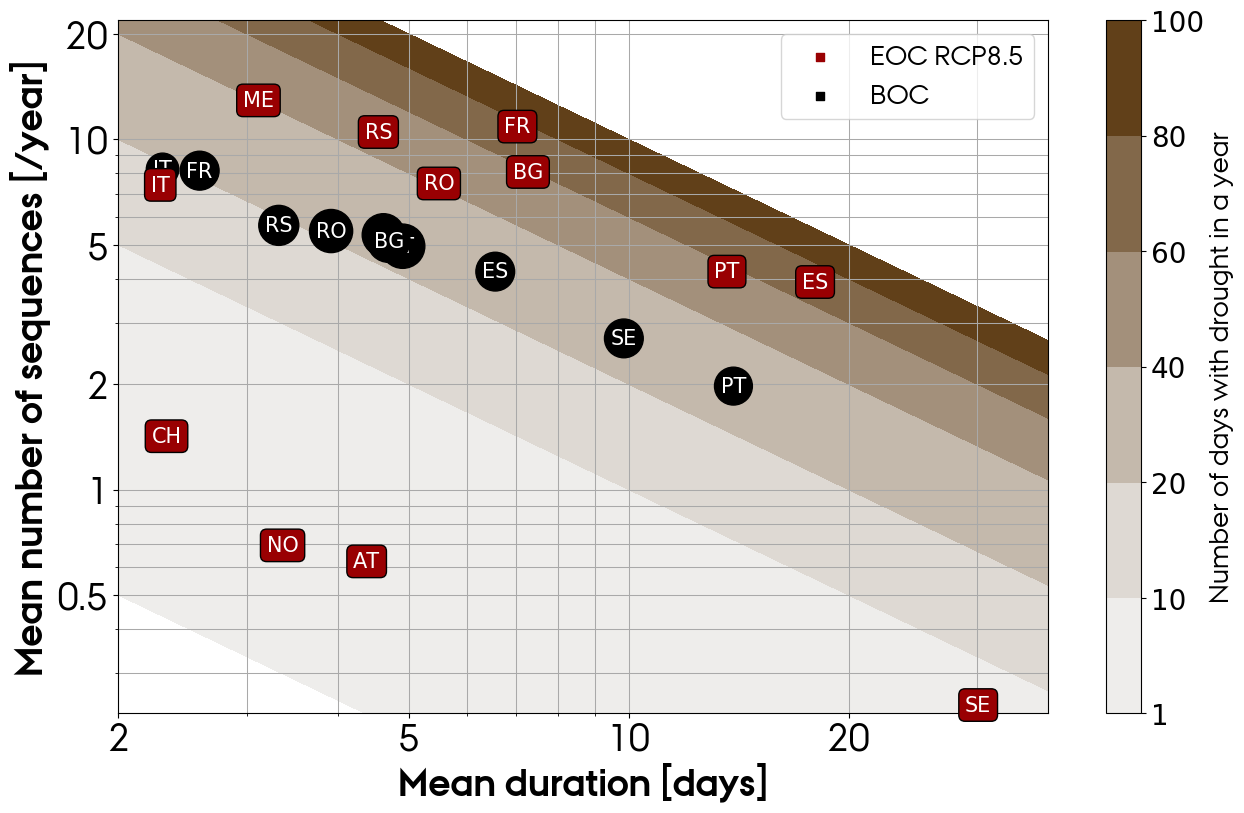 EOC RCP8.5
BOC
20
10
5
2
1
0.5
Mean number of sequences [/year]
ME
RS
FR
IT
IT
FR
RO
BG
RS
RO
BG
ES
PT
ES
SE
PT
CH
NO
AT
SE
2
5
10
20
Mean duration [days]
100
80
60
40
20
10
1
Number of days with drought in a year